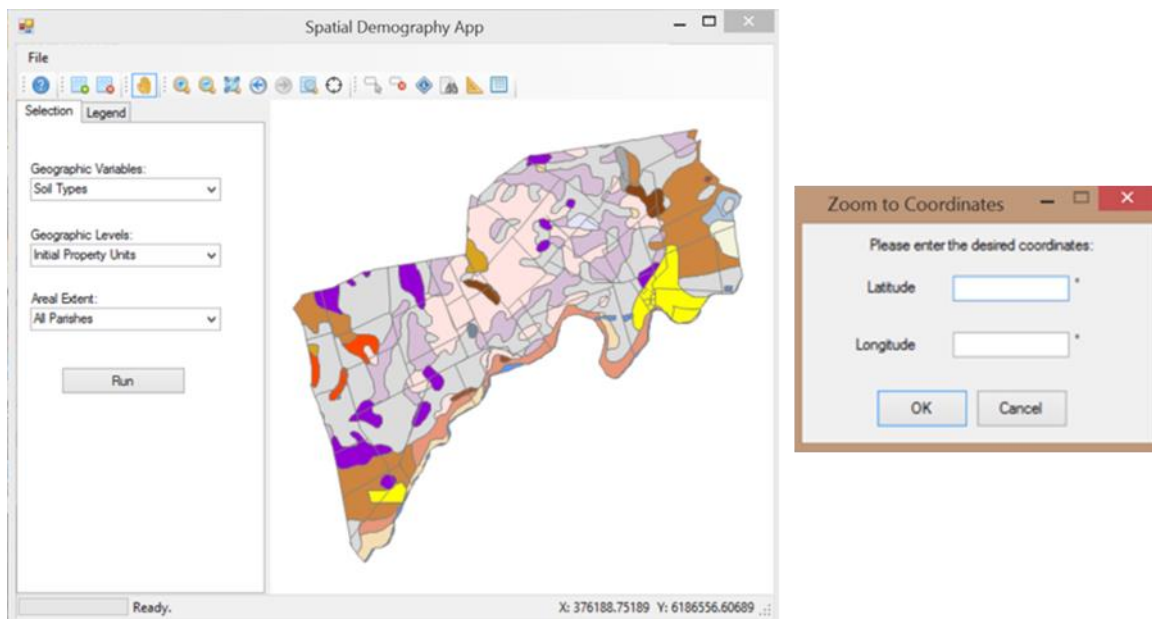 Spatial Demography App
File
Selection Legend
Geographic Variables:
Soil Types
Geographic Levels:
Initial Property Units
Areal Extent:
All Parishes
Run
Ready.
X: 376188.75189 Y: 6186556.60689
Zoom to Coordinates
Please enter the desired coordinates:
Latitude °
Longitude °
OK Cancel